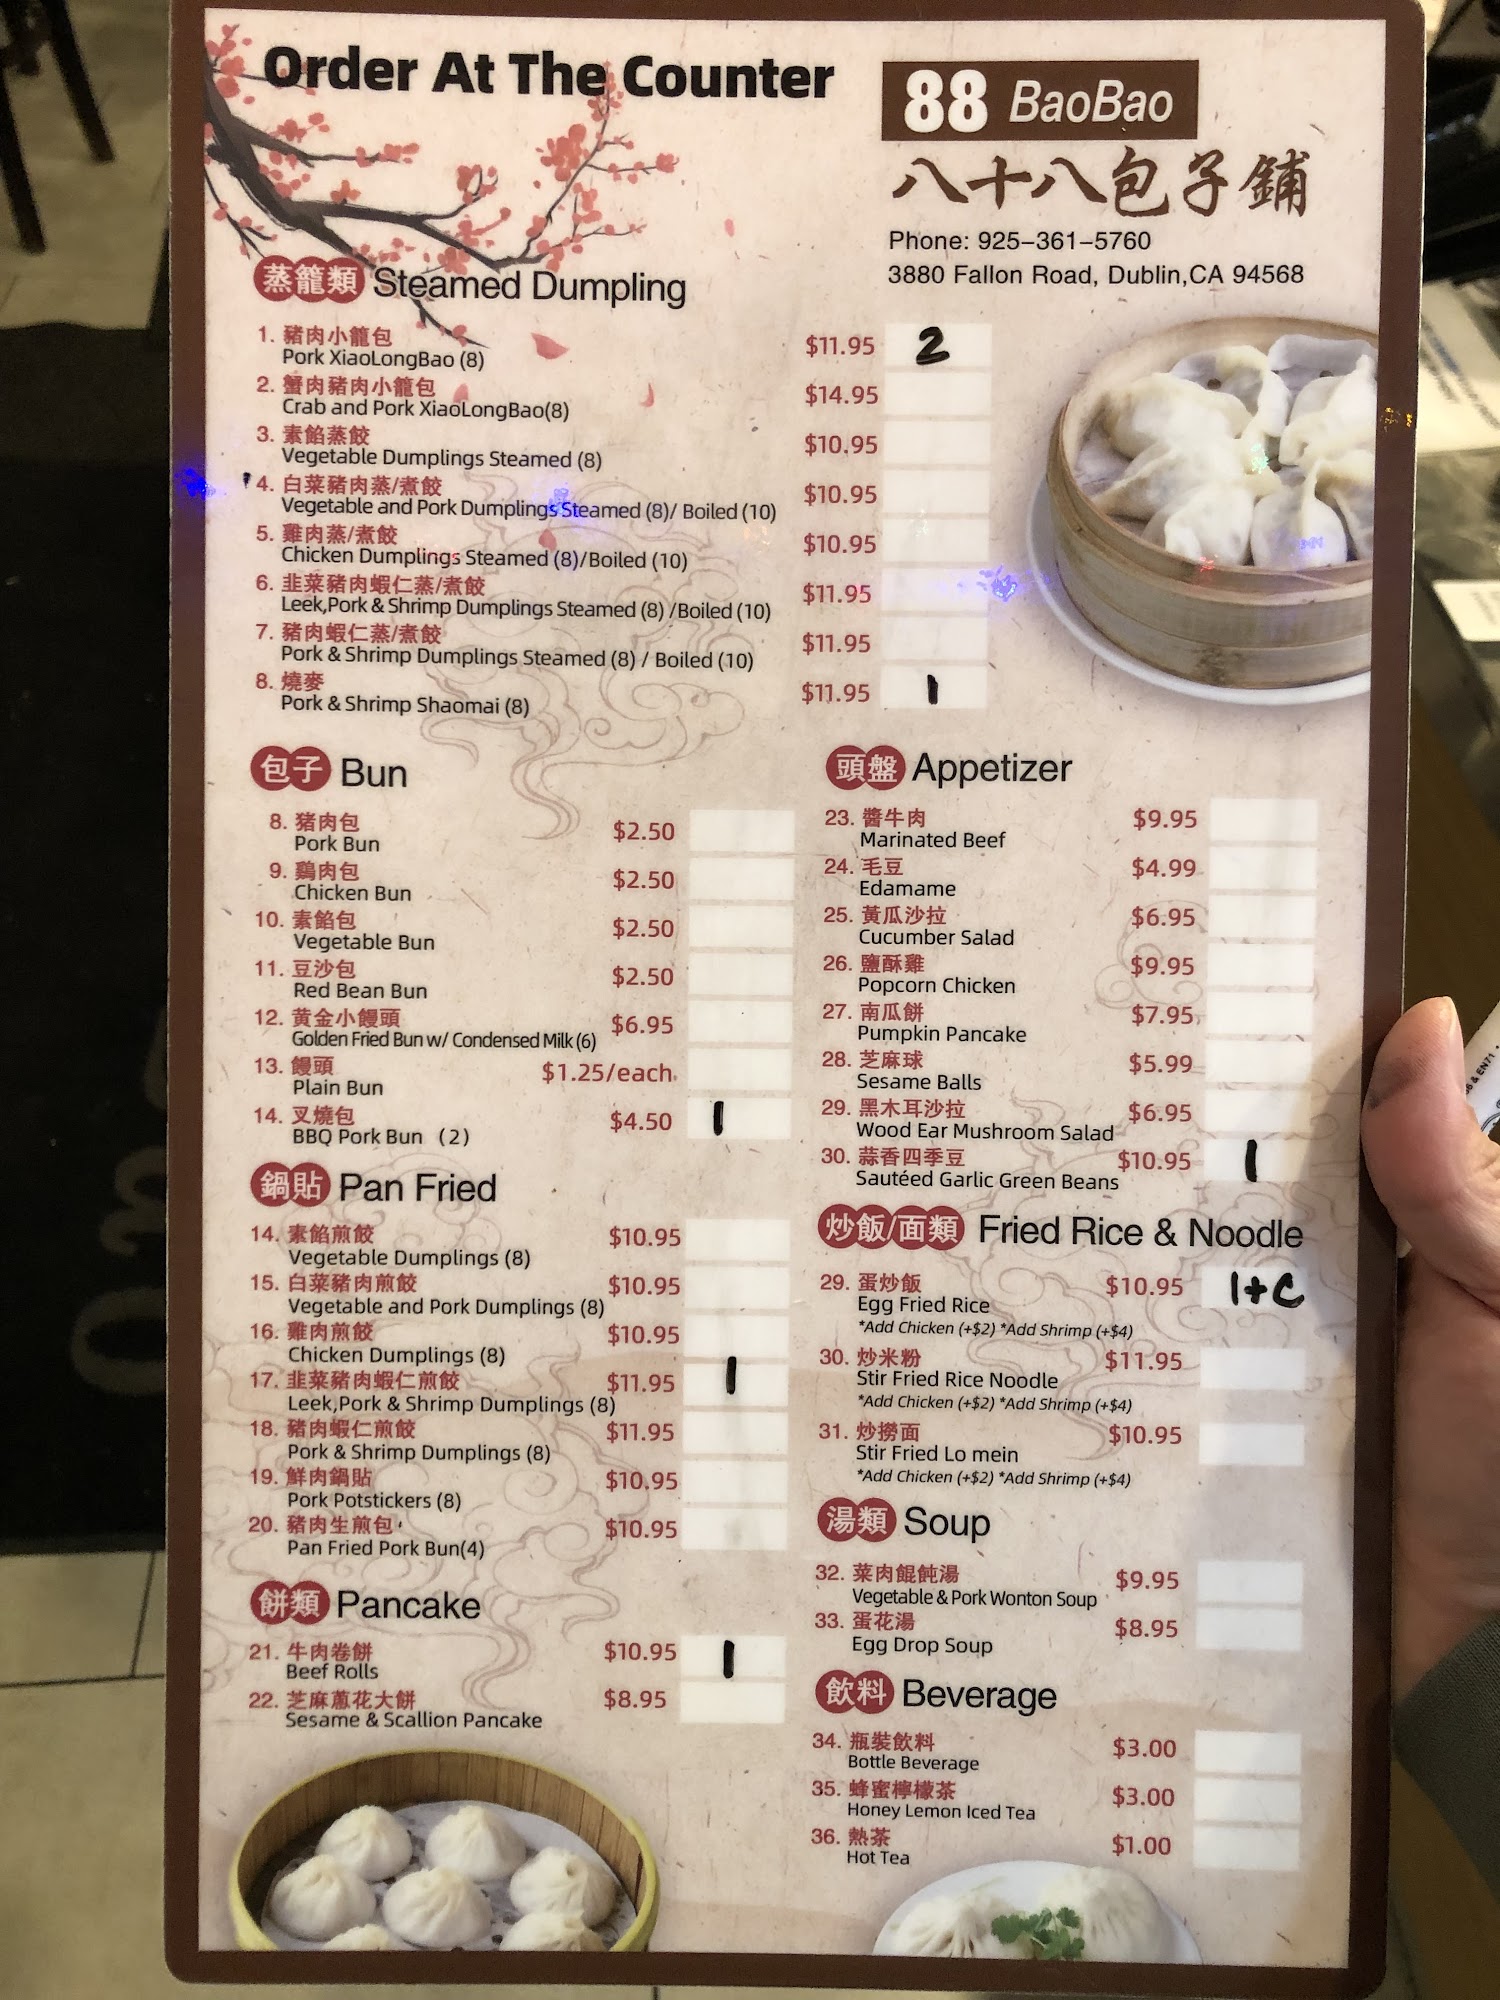 Order At The Counter
88 BaoBao
八十八包子鋪
Phone: 925-361-5760
3880 Fallon Road, Dublin,CA 94568
蒸籠類 Steamed Dumpling
1. 豬肉小籠包
Pork XiaoLongBao (8) $11.95 2
2. 蟹肉豬肉小籠包
Crab and Pork XiaoLongBao(8) $14.95
3. 素餡蒸餃
Vegetable Dumplings Steamed (8) $10.95
4. 白菜豬肉蒸/煮餃
Vegetable and Pork Dumplings Steamed (8)/ Boiled (10) $10.95
5. 雞肉蒸/煮餃
Chicken Dumplings Steamed (8)/Boiled (10) $10.95
6. 韭菜豬肉蝦仁蒸/煮餃
Leek,Pork & Shrimp Dumplings Steamed (8) /Boiled (10) $11.95
7. 豬肉蝦仁蒸/煮餃
Pork & Shrimp Dumplings Steamed (8) / Boiled (10) $11.95
8. 燒麥
Pork & Shrimp Shaomai (8) $11.95 1
包子 Bun
8. 猪肉包
Pork Bun $2.50
9. 鷄肉包
Chicken Bun $2.50
10. 素餡包
Vegetable Bun $2.50
11. 豆沙包
Red Bean Bun $2.50
12. 黄金小饅頭
Golden Fried Bun w/ Condensed Milk (6) $6.95
13. 饅頭
Plain Bun $1.25/each
14. 叉燒包
BBQ Pork Bun (2) $4.50 1
鍋貼 Pan Fried
14. 素餡煎餃
Vegetable Dumplings (8) $10.95
15. 白菜豬肉煎餃
Vegetable and Pork Dumplings (8) $10.95
16. 雞肉煎餃
Chicken Dumplings (8) $10.95
17. 韭菜豬肉蝦仁煎餃
Leek,Pork & Shrimp Dumplings (8) $11.95 1
18. 豬肉蝦仁煎餃
Pork & Shrimp Dumplings (8) $11.95
19. 鮮肉鍋貼
Pork Potstickers (8) $10.95
20. 豬肉生煎包
Pan Fried Pork Bun(4) $10.95
餅類 Pancake
21. 牛肉卷餅
Beef Rolls $10.95 1
22. 芝麻蔥花大餅
Sesame & Scallion Pancake $8.95
頭盤 Appetizer
23. 醬牛肉
Marinated Beef $9.95
24. 毛豆
Edamame $4.99
25. 黃瓜沙拉
Cucumber Salad $6.95
26. 鹽酥雞
Popcorn Chicken $9.95
27. 南瓜餅
Pumpkin Pancake $7.95
28. 芝麻球
Sesame Balls $5.99
29. 黑木耳沙拉
Wood Ear Mushroom Salad $6.95
30. 蒜香四季豆
Sautéed Garlic Green Beans $10.95 1
炒飯/面類 Fried Rice & Noodle
29. 蛋炒飯
Egg Fried Rice $10.95 1+C
*Add Chicken (+$2) *Add Shrimp (+$4)
30. 炒米粉
Stir Fried Rice Noodle $11.95
*Add Chicken (+$2) *Add Shrimp (+$4)
31. 炒撈面
Stir Fried Lo mein $10.95
*Add Chicken (+$2) *Add Shrimp (+$4)
湯類 Soup
32. 菜肉餛飩湯
Vegetable & Pork Wonton Soup $9.95
33. 蛋花湯
Egg Drop Soup $8.95
飲料 Beverage
34. 瓶裝飲料
Bottle Beverage $3.00
35. 蜂蜜檸檬茶
Honey Lemon Iced Tea $3.00
36. 熱茶
Hot Tea $1.00